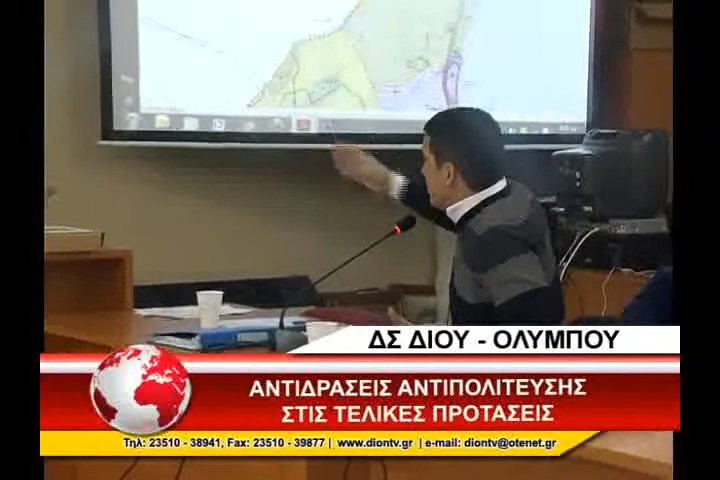 ΔΣ ΔΙΟΥ - ΟΛΥΜΠΟΥ
ΑΝΤΙΔΡΑΣΕΙΣ ΑΝΤΙΠΟΛΙΤΕΥΣΗΣ
ΣΤΙΣ ΤΕΛΙΚΕΣ ΠΡΟΤΑΣΕΙΣ
Τηλ: 23510 - 38941, Fax: 23510 - 39877 | www.diontv.gr | e-mail: diontv@otenet.gr